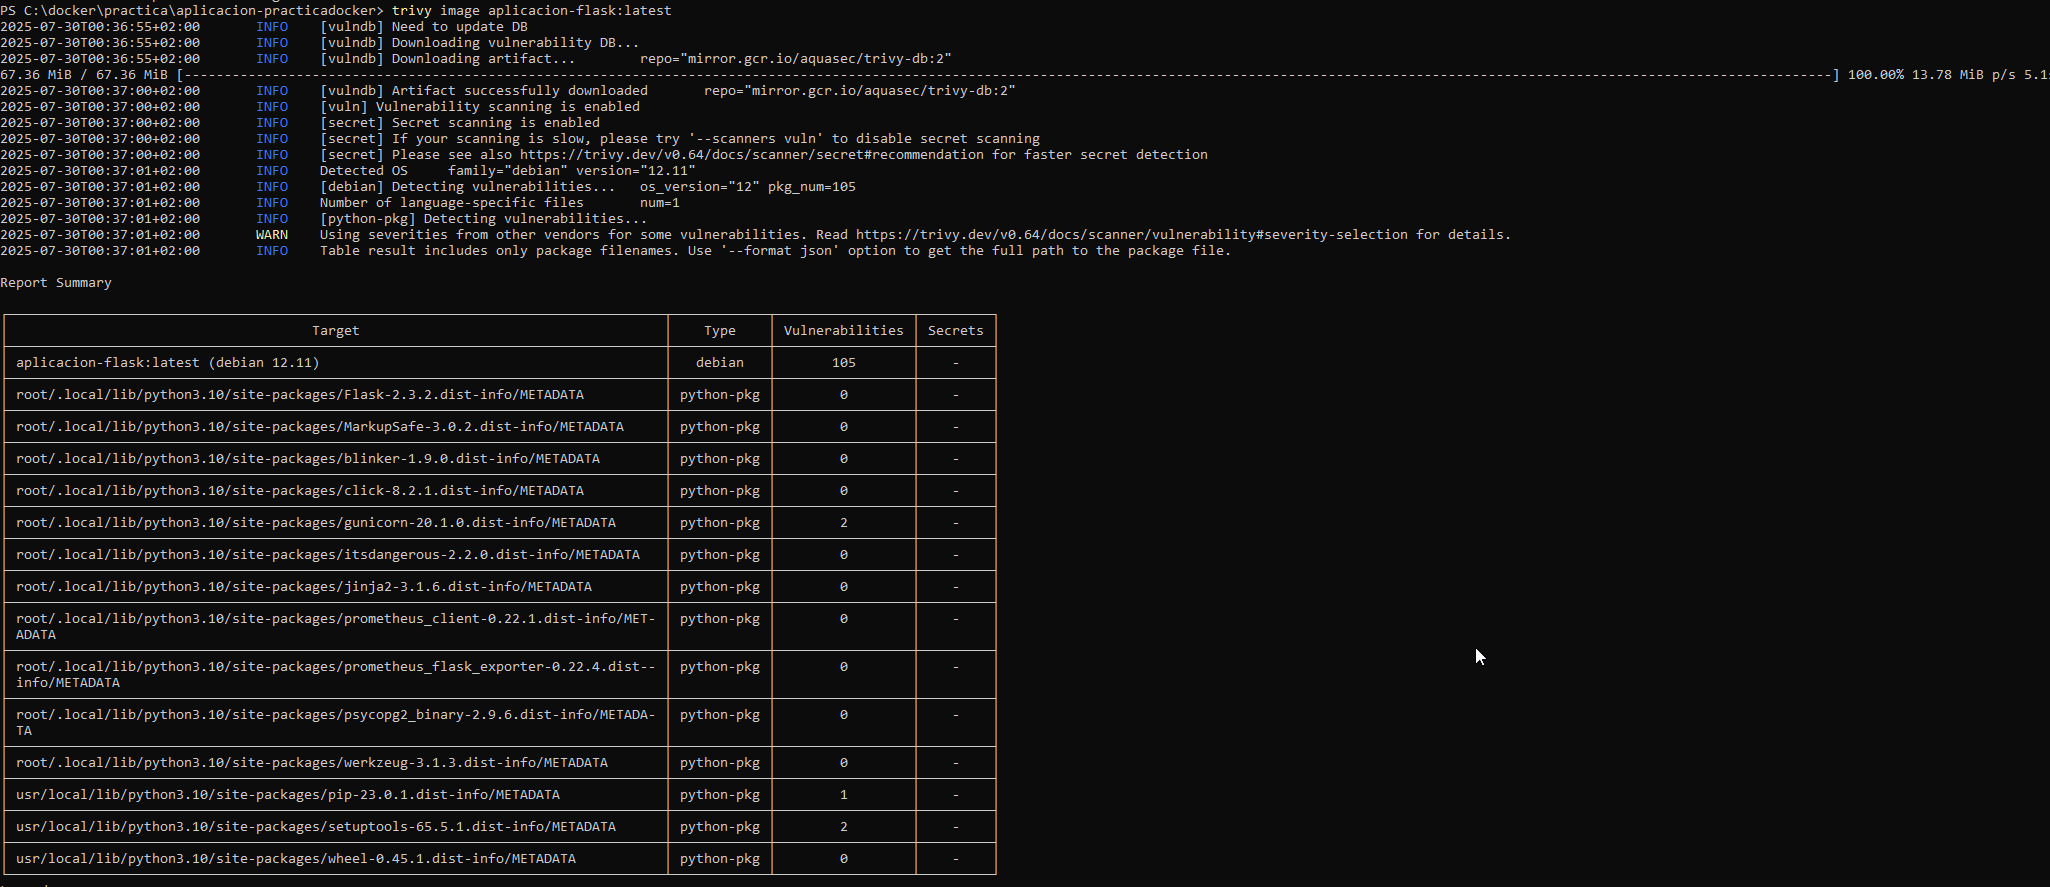 PS C:\docker\practica\aplicacion-practicadocker> trivy image aplicacion-flask:latest
2025-07-30T00:36:55+02:00 INFO [vulndb] Need to update DB
2025-07-30T00:36:55+02:00 INFO [vulndb] Downloading vulnerability DB...
2025-07-30T00:36:55+02:00 INFO [vulndb] Downloading artifact... repo="mirror.gcr.io/aquasec/trivy-db:2"
67.36 MiB / 67.36 MiB [------------------------------------------------------------------------------------------------------------------------------------------------------------------------------------------------------------------] 100.00% 13.78 MiB p/s 5.1
2025-07-30T00:37:00+02:00 INFO [vulndb] Artifact successfully downloaded repo="mirror.gcr.io/aquasec/trivy-db:2"
2025-07-30T00:37:00+02:00 INFO [vuln] Vulnerability scanning is enabled
2025-07-30T00:37:00+02:00 INFO [secret] Secret scanning is enabled
2025-07-30T00:37:00+02:00 INFO [secret] If your scanning is slow, please try '--scanners vuln' to disable secret scanning
2025-07-30T00:37:00+02:00 INFO [secret] Please see also https://trivy.dev/v0.64/docs/scanner/secret#recommendation for faster secret detection
2025-07-30T00:37:01+02:00 INFO Detected OS family="debian" version="12.11"
2025-07-30T00:37:01+02:00 INFO [debian] Detecting vulnerabilities... os_version="12" pkg_num=105
2025-07-30T00:37:01+02:00 INFO Number of language-specific files num=1
2025-07-30T00:37:01+02:00 INFO [python-pkg] Detecting vulnerabilities...
2025-07-30T00:37:01+02:00 WARN Using severities from other vendors for some vulnerabilities. Read https://trivy.dev/v0.64/docs/scanner/vulnerability#severity-selection for details.
2025-07-30T00:37:01+02:00 INFO Table result includes only package filenames. Use '--format json' option to get the full path to the package file.
Report Summary
Target Type Vulnerabilities Secrets
aplicacion-flask:latest (debian 12.11) debian 105 -
root/.local/lib/python3.10/site-packages/Flask-2.3.2.dist-info/METADATA python-pkg 0 -
root/.local/lib/python3.10/site-packages/MarkupSafe-3.0.2.dist-info/METADATA python-pkg 0 -
root/.local/lib/python3.10/site-packages/blinker-1.9.0.dist-info/METADATA python-pkg 0 -
root/.local/lib/python3.10/site-packages/click-8.2.1.dist-info/METADATA python-pkg 0 -
root/.local/lib/python3.10/site-packages/gunicorn-20.1.0.dist-info/METADATA python-pkg 2 -
root/.local/lib/python3.10/site-packages/itsdangerous-2.2.0.dist-info/METADATA python-pkg 0 -
root/.local/lib/python3.10/site-packages/jinja2-3.1.6.dist-info/METADATA python-pkg 0 -
root/.local/lib/python3.10/site-packages/prometheus_client-0.22.1.dist-info/MET- python-pkg 0 -
ADATA
root/.local/lib/python3.10/site-packages/prometheus_flask_exporter-0.22.4.dist-- python-pkg 0 -
info/METADATA
root/.local/lib/python3.10/site-packages/psycopg2_binary-2.9.6.dist-info/METADA- python-pkg 0 -
TA
root/.local/lib/python3.10/site-packages/werkzeug-3.1.3.dist-info/METADATA python-pkg 0 -
usr/local/lib/python3.10/site-packages/pip-23.0.1.dist-info/METADATA python-pkg 1 -
usr/local/lib/python3.10/site-packages/setuptools-65.5.1.dist-info/METADATA python-pkg 2 -
usr/local/lib/python3.10/site-packages/wheel-0.45.1.dist-info/METADATA python-pkg 0 -